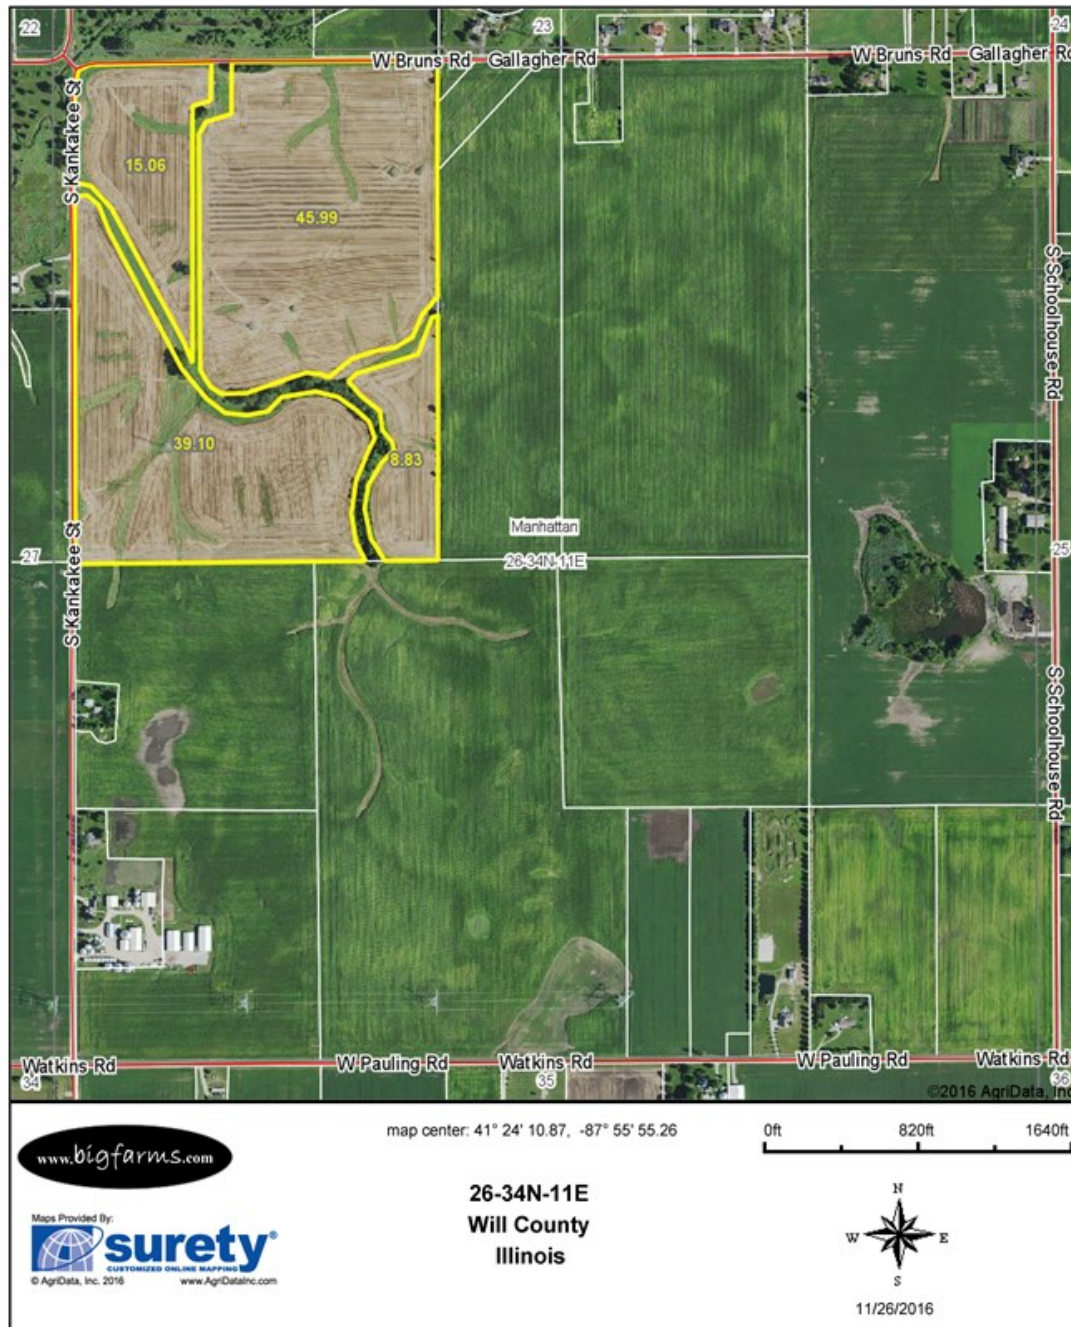 22
23
24
W Bruns Rd
Gallagher Rd
W Bruns Rd
Gallagher Rd
S Kankakee St
15.06
45.99
S Schoolhouse Rd
39.10
8.83
S Kankakee St
Manhattan
27
26-34N-11E
25
S Schoolhouse Rd
Watkins Rd
W Pauling Rd
Watkins Rd
W Pauling Rd
Watkins Rd
34
35
36
©2016 AgriData, Inc
www.bigfarms.com
map center: 41° 24' 10.87, -87° 55' 55.26
0ft 820ft 1640ft
26-34N-11E
Will County
Illinois
Maps Provided By:
surety®
CUSTOMIZED ONLINE MAPPING
© AgriData, Inc. 2016 www.AgriDataInc.com
N
W E
S
11/26/2016